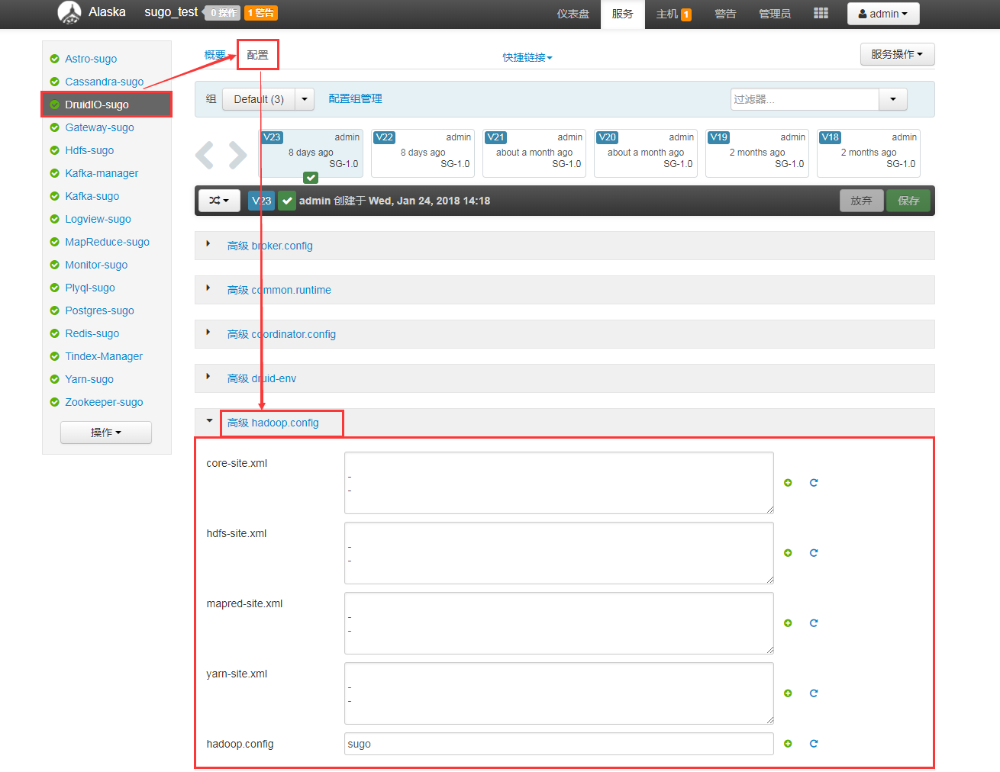 Alaska sugo_test 0 操作 1 警告 仪表盘 服务 主机 1 警告 管理员 admin
Astro-sugo
Cassandra-sugo
DruidIO-sugo
Gateway-sugo
Hdfs-sugo
Kafka-manager
Kafka-sugo
Logview-sugo
MapReduce-sugo
Monitor-sugo
Plyql-sugo
Postgres-sugo
Redis-sugo
Tindex-Manager
Yarn-sugo
Zookeeper-sugo
操作
概要 配置 快捷链接 服务操作
组 Default (3) 配置组管理 过滤器...
V23 admin
8 days ago
SG-1.0
V22 admin
8 days ago
SG-1.0
V21 admin
about a month ago
SG-1.0
V20 admin
about a month ago
SG-1.0
V19 admin
2 months ago
SG-1.0
V18 admin
2 months ago
SG-1.0
V23 admin 创建于 Wed, Jan 24, 2018 14:18 放弃 保存
高级 broker.config
高级 common.runtime
高级 coordinator.config
高级 druid-env
高级 hadoop.config
core-site.xml
-
-
hdfs-site.xml
-
-
mapred-site.xml
-
-
yarn-site.xml
-
-
hadoop.config sugo